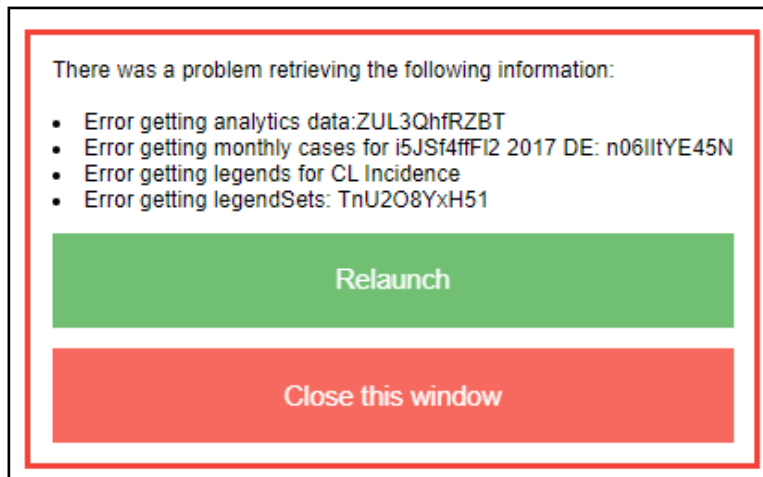 There was a problem retrieving the following information:
• Error getting analytics data:ZUL3QhfRZBT
• Error getting monthly cases for i5JSf4ffFI2 2017 DE: n06IItYE45N
• Error getting legends for CL Incidence
• Error getting legendSets: TnU2O8YxH51
Relaunch
Close this window